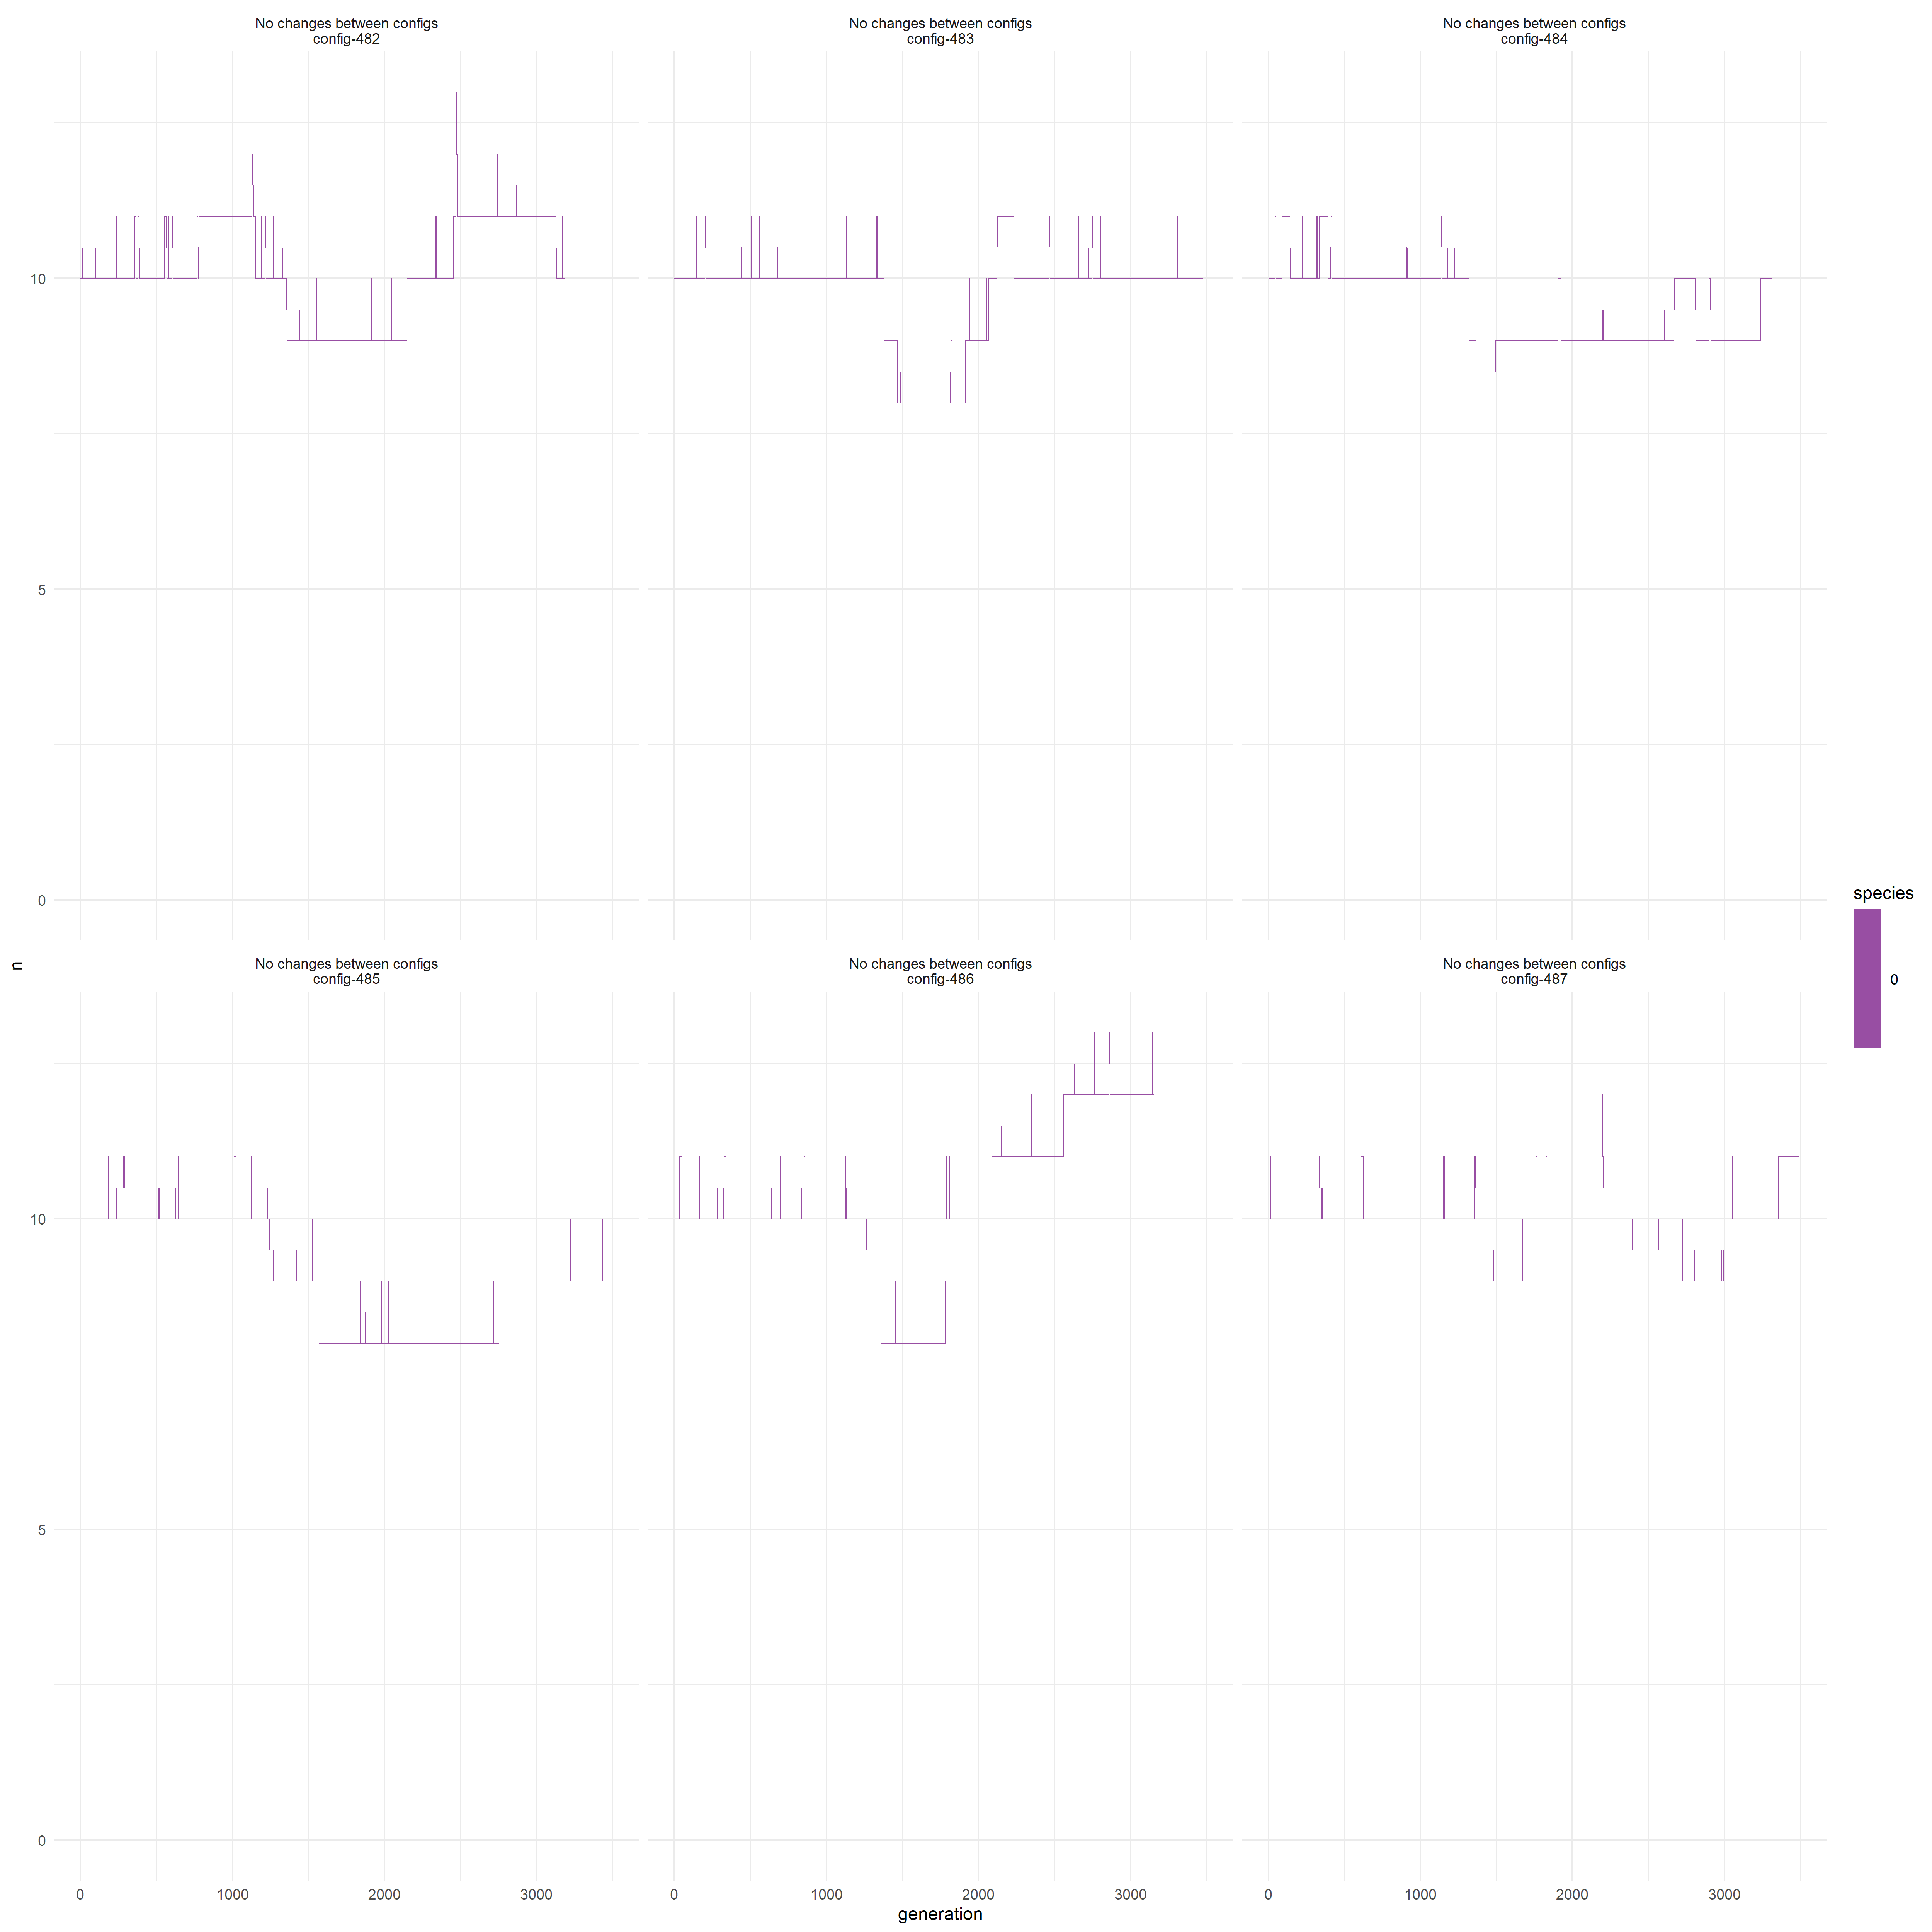 No changes between configs
config-482
No changes between configs
config-483
No changes between configs
config-484
10
5
0
n
No changes between configs
config-485
No changes between configs
config-486
No changes between configs
config-487
10
5
0
0 1000 2000 3000
0 1000 2000 3000
0 1000 2000 3000
generation
species
0